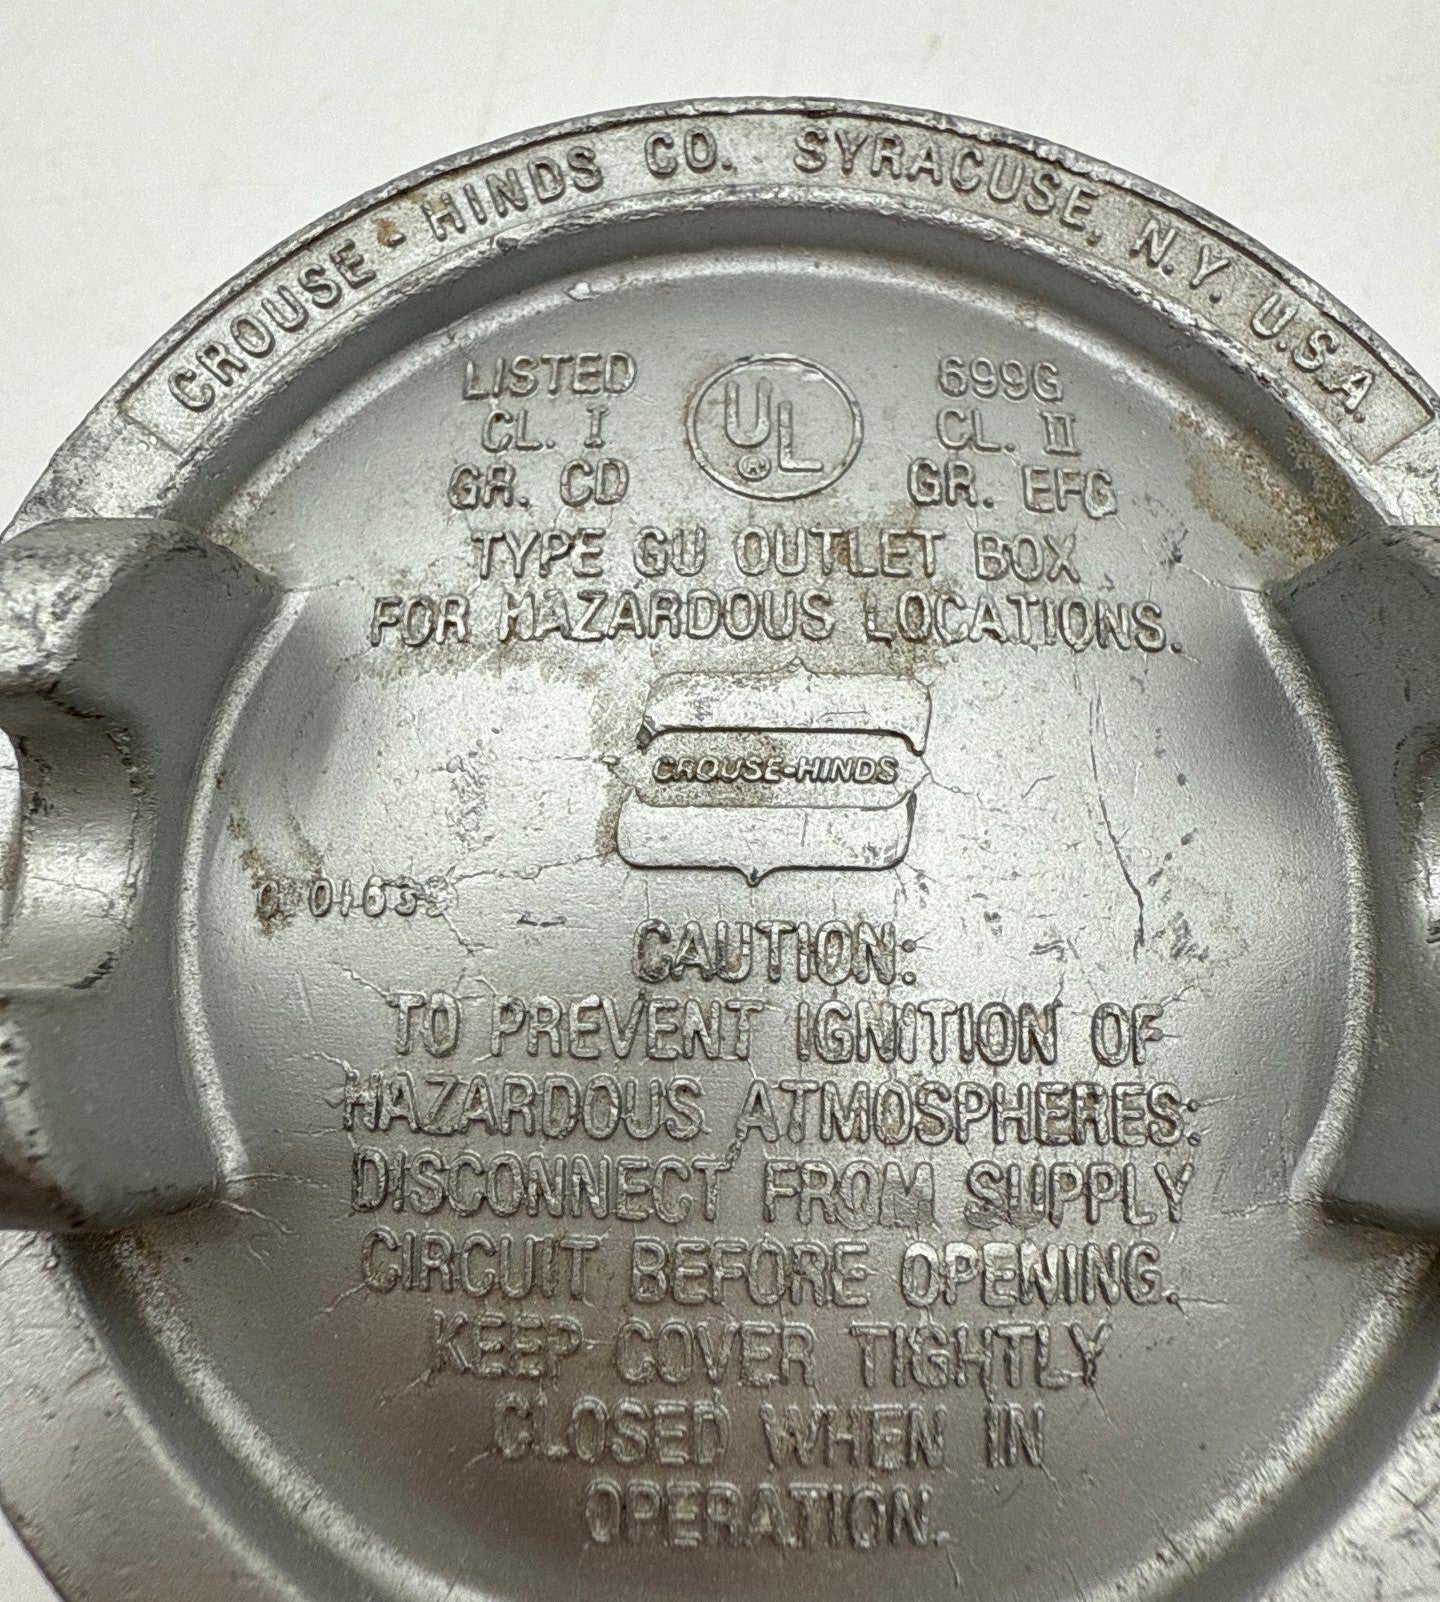 CROUSE-HINDS CO. SYRACUSE, N.Y. U.S.A.
LISTED UL 699G
CL. I CL. II
GR. CD GR. EFG
TYPE GU OUTLET BOX
FOR HAZARDOUS LOCATIONS.
CROUSE-HINDS
CAUTION:
TO PREVENT IGNITION OF
HAZARDOUS ATMOSPHERES:
DISCONNECT FROM SUPPLY
CIRCUIT BEFORE OPENING.
KEEP COVER TIGHTLY
CLOSED WHEN IN
OPERATION.